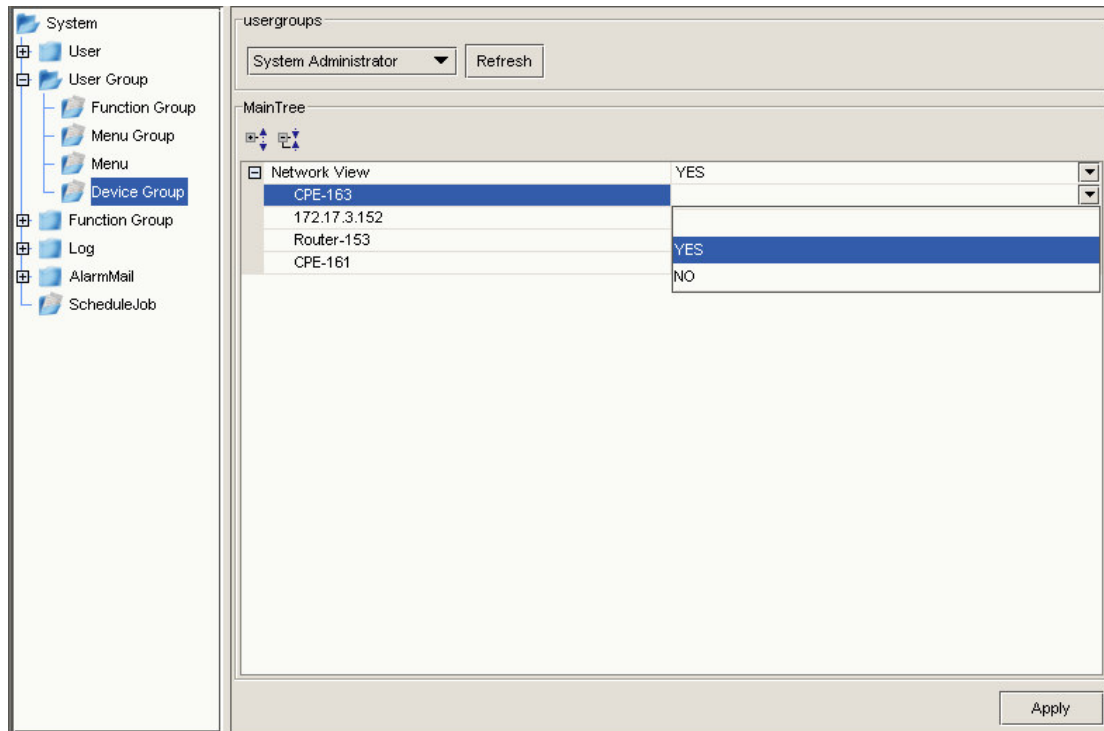 System
User
User Group
Function Group
Menu Group
Menu
Device Group
Function Group
Log
AlarmMail
ScheduleJob
usergroups
System Administrator
Refresh
MainTree
Network View YES
CPE-163
172.17.3.152
Router-153
CPE-161
YES
NO
Apply